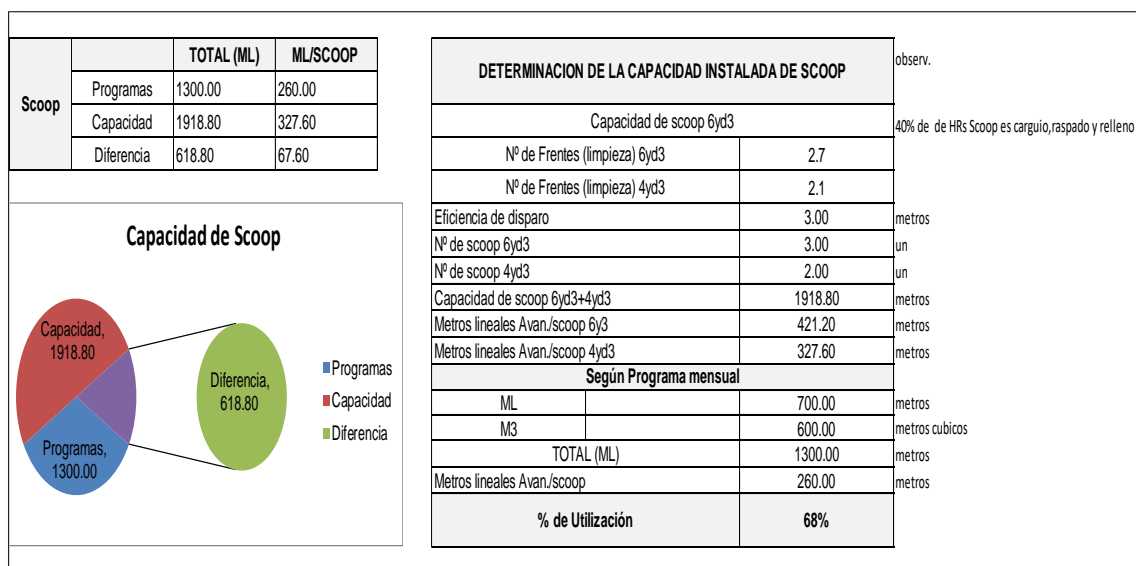 TOTAL (ML) ML/SCOOP
Scoop
Programas 1300.00 260.00
Capacidad 1918.80 327.60
Diferencia 618.80 67.60
Capacidad de Scoop
Capacidad,
1918.80
Programas,
1300.00
Diferencia,
618.80
Programas
Capacidad
Diferencia
DETERMINACION DE LA CAPACIDAD INSTALADA DE SCOOP observ.
Capacidad de scoop 6yd3 40% de de HRs Scoop es carguio,raspado y relleno
Nº de Frentes (limpieza) 6yd3 2.7
Nº de Frentes (limpieza) 4yd3 2.1
Eficiencia de disparo 3.00 metros
Nº de scoop 6yd3 3.00 un
Nº de scoop 4yd3 2.00 un
Capacidad de scoop 6yd3+4yd3 1918.80 metros
Metros lineales Avan./scoop 6y3 421.20 metros
Metros lineales Avan./scoop 4yd3 327.60 metros
Según Programa mensual
ML 700.00 metros
M3 600.00 metros cubicos
TOTAL (ML) 1300.00 metros
Metros lineales Avan./scoop 260.00 metros
% de Utilización 68%